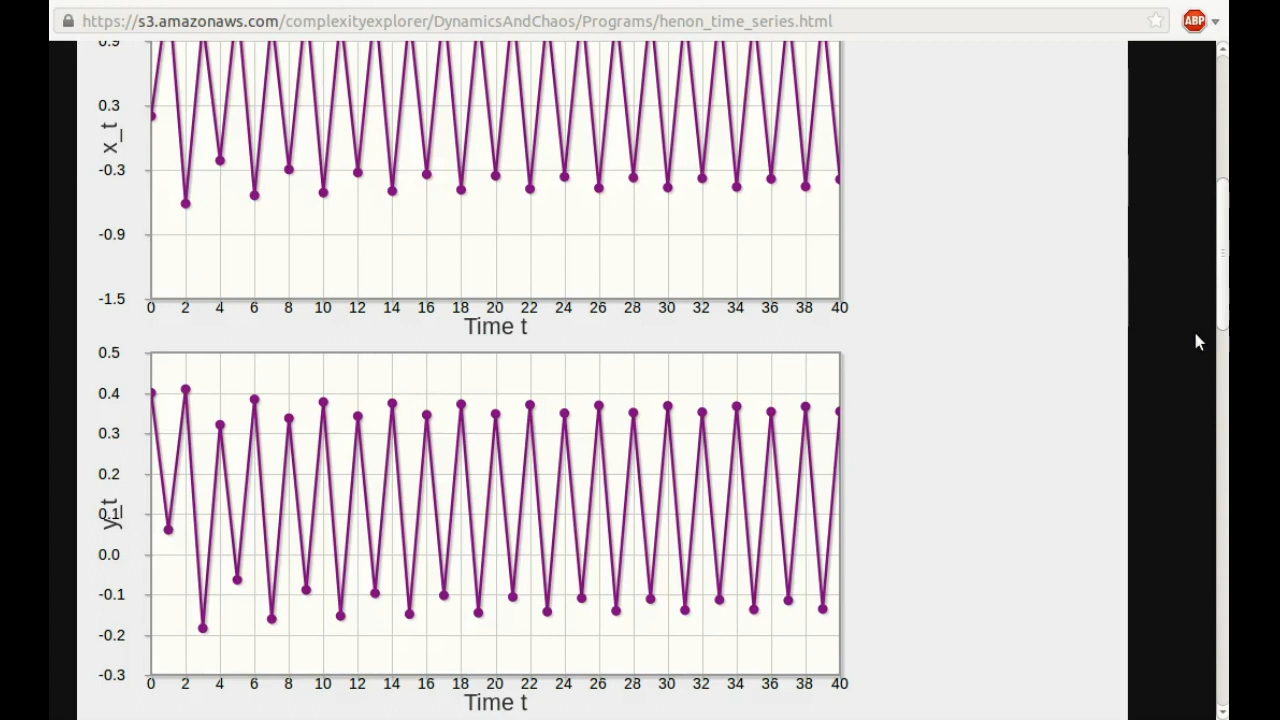 https://s3.amazonaws.com/complexityexplorer/DynamicsAndChaos/Programs/henon_time_series.html
ABP
0.9
0.3
x_t
-0.3
-0.9
-1.5
0 2 4 6 8 10 12 14 16 18 20 22 24 26 28 30 32 34 36 38 40
Time t
0.5
0.4
0.3
0.2
0.1
y_t
0.0
-0.1
-0.2
-0.3
0 2 4 6 8 10 12 14 16 18 20 22 24 26 28 30 32 34 36 38 40
Time t